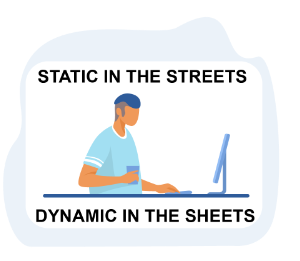 STATIC IN THE STREETS
DYNAMIC IN THE SHEETS